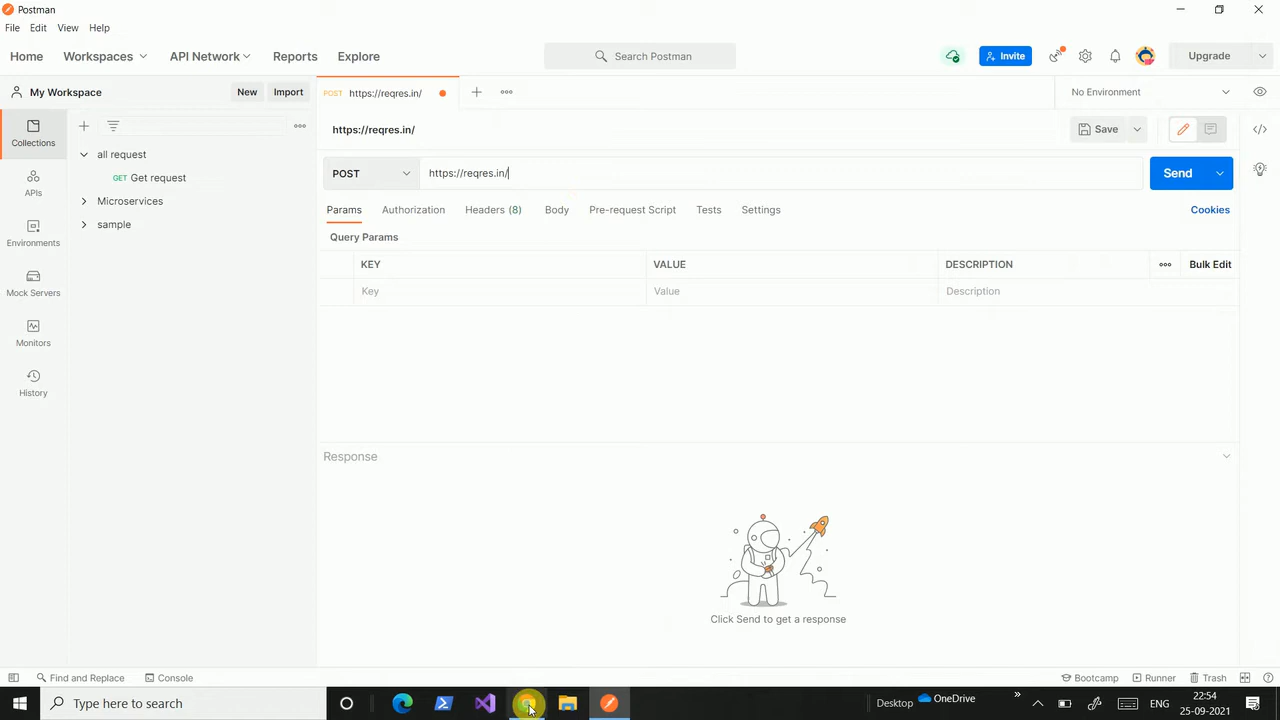 Postman
File Edit View Help
Home Workspaces API Network Reports Explore Search Postman Invite Upgrade
My Workspace New Import POST https://reqres.in/ No Environment
https://reqres.in/ Save
Collections
all request
GET Get request
Microservices
sample
APIs
Environments
Mock Servers
Monitors
History
POST https://reqres.in/ Send
Params Authorization Headers (8) Body Pre-request Script Tests Settings Cookies
Query Params
KEY VALUE DESCRIPTION Bulk Edit
Key Value Description
Response
Click Send to get a response
Find and Replace Console Bootcamp Runner Trash
Type here to search Desktop OneDrive ENG 22:54
25-09-2021